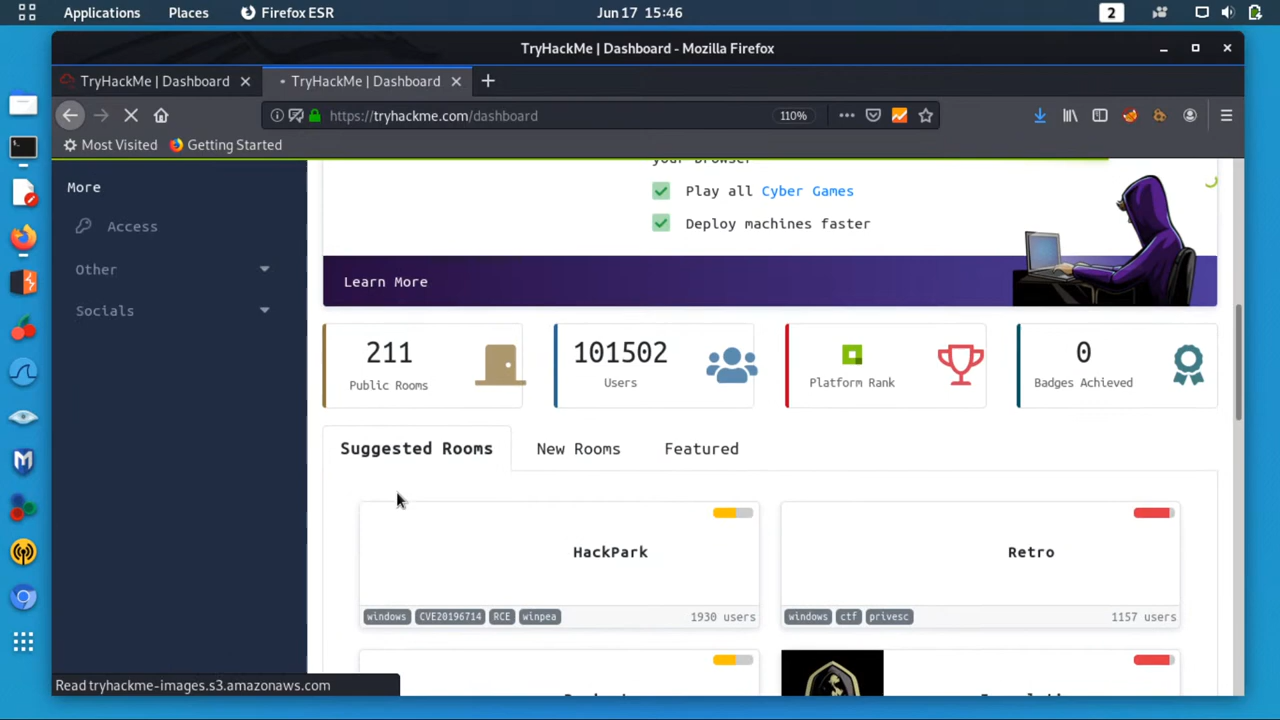 Applications Places Firefox ESR Jun 17 15:46 2
TryHackMe | Dashboard - Mozilla Firefox
TryHackMe | Dashboard TryHackMe | Dashboard
https://tryhackme.com/dashboard 110%
Most Visited Getting Started
More
Access
Other
Socials
your browser
Play all Cyber Games
Deploy machines faster
Learn More
211
Public Rooms
101502
Users
Platform Rank
0
Badges Achieved
Suggested Rooms New Rooms Featured
HackPark
windows CVE20196714 RCE winpea 1930 users
Retro
windows ctf privesc 1157 users
Read tryhackme-images.s3.amazonaws.com